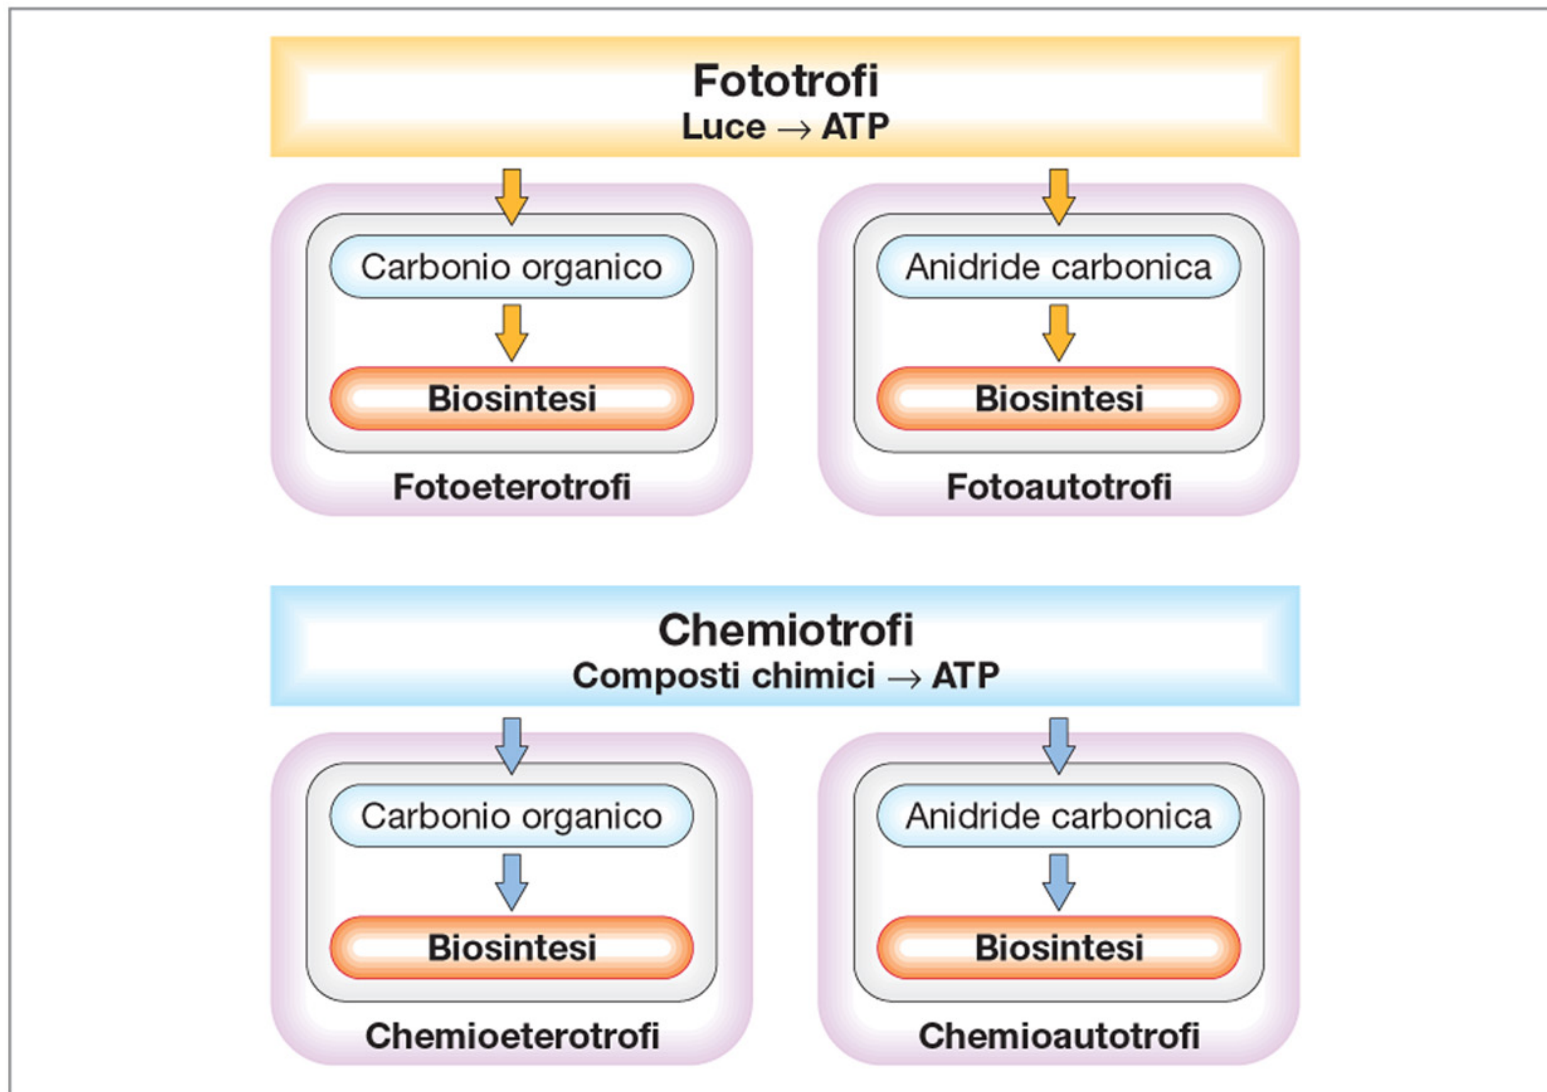 Fototrofi
Luce → ATP
Carbonio organico
Biosintesi
Fotoeterotrofi
Anidride carbonica
Biosintesi
Fotoautotrofi
Chemiotrofi
Composti chimici → ATP
Carbonio organico
Biosintesi
Chemioeterotrofi
Anidride carbonica
Biosintesi
Chemioautotrofi